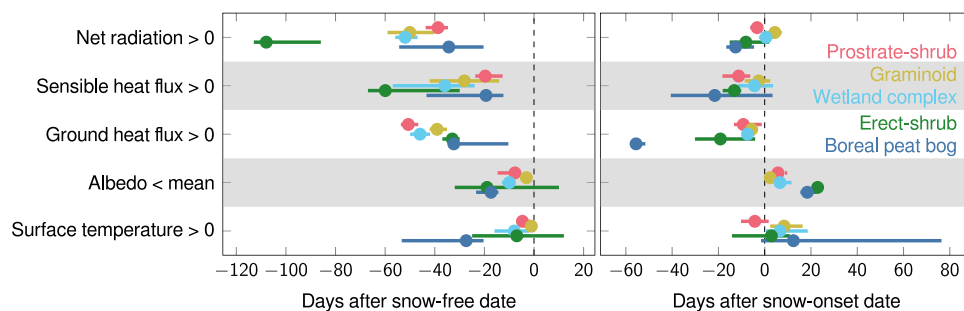 Net radiation > 0
Sensible heat flux > 0
Ground heat flux > 0
Albedo < mean
Surface temperature > 0
Prostrate-shrub
Graminoid
Wetland complex
Erect-shrub
Boreal peat bog
−120 −100 −80 −60 −40 −20 0
−60 −40 −20 0 20 40 60 80
Days after snow-free date
Days after snow-onset date